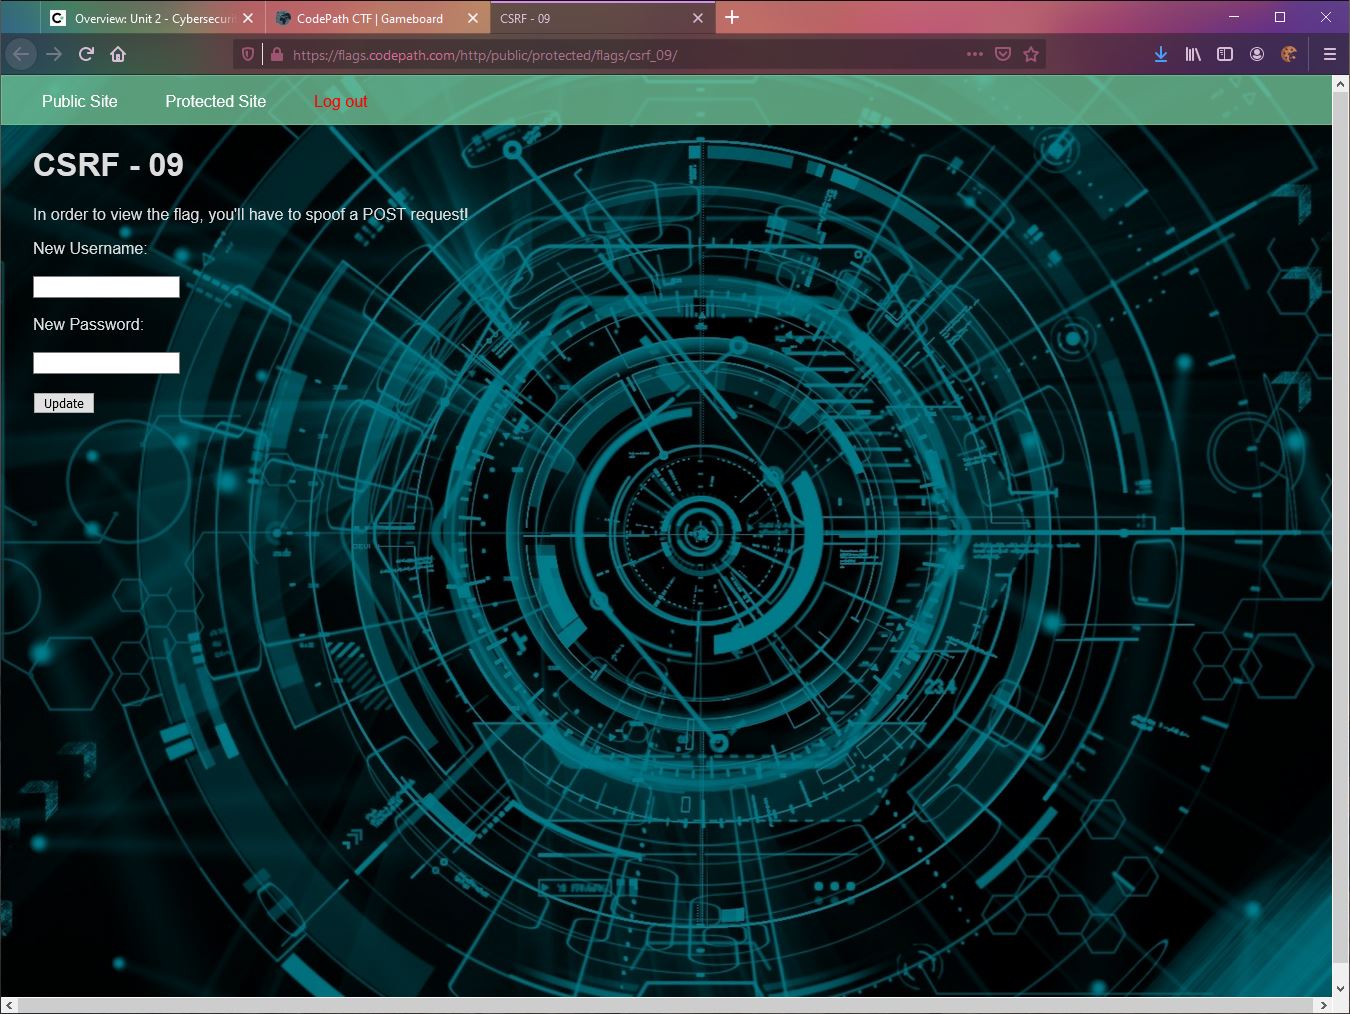 Overview: Unit 2 - Cybersecuri
CodePath CTF | Gameboard
CSRF - 09
https://flags.codepath.com/http/public/protected/flags/csrf_09/
Public Site
Protected Site
Log out
CSRF - 09
In order to view the flag, you'll have to spoof a POST request!
New Username:
New Password:
Update
23.4